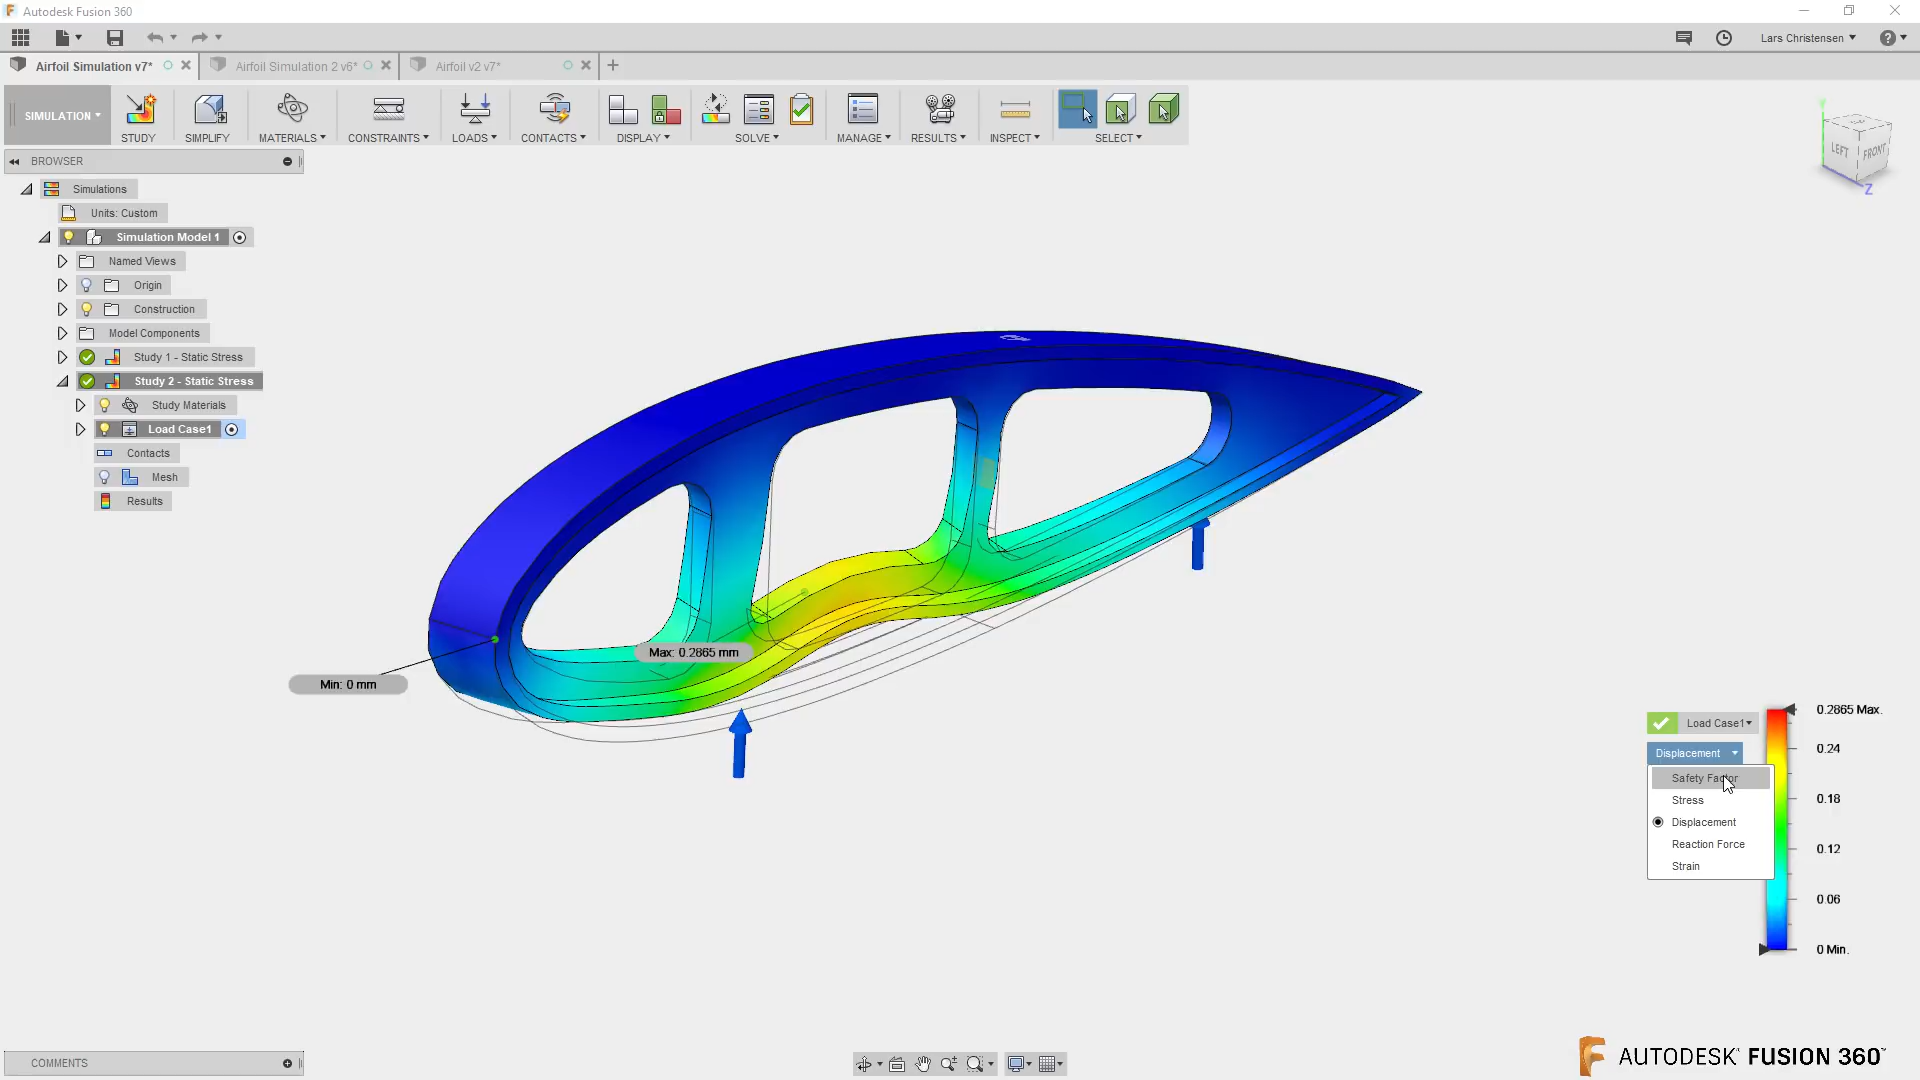 Autodesk Fusion 360
Lars Christensen
Airfoil Simulation v7*
Airfoil Simulation 2 v6*
Airfoil v2 v7*
SIMULATION
STUDY
SIMPLIFY
MATERIALS
CONSTRAINTS
LOADS
CONTACTS
DISPLAY
SOLVE
MANAGE
RESULTS
INSPECT
SELECT
LEFT
FRONT
Z
BROWSER
Simulations
Units: Custom
Simulation Model 1
Named Views
Origin
Construction
Model Components
Study 1 - Static Stress
Study 2 - Static Stress
Study Materials
Load Case1
Contacts
Mesh
Results
Max: 0.2865 mm
Min: 0 mm
Load Case1
Displacement
Safety Factor
Stress
Displacement
Reaction Force
Strain
0.2865 Max.
0.24
0.18
0.12
0.06
0 Min.
COMMENTS
AUTODESK® FUSION 360™